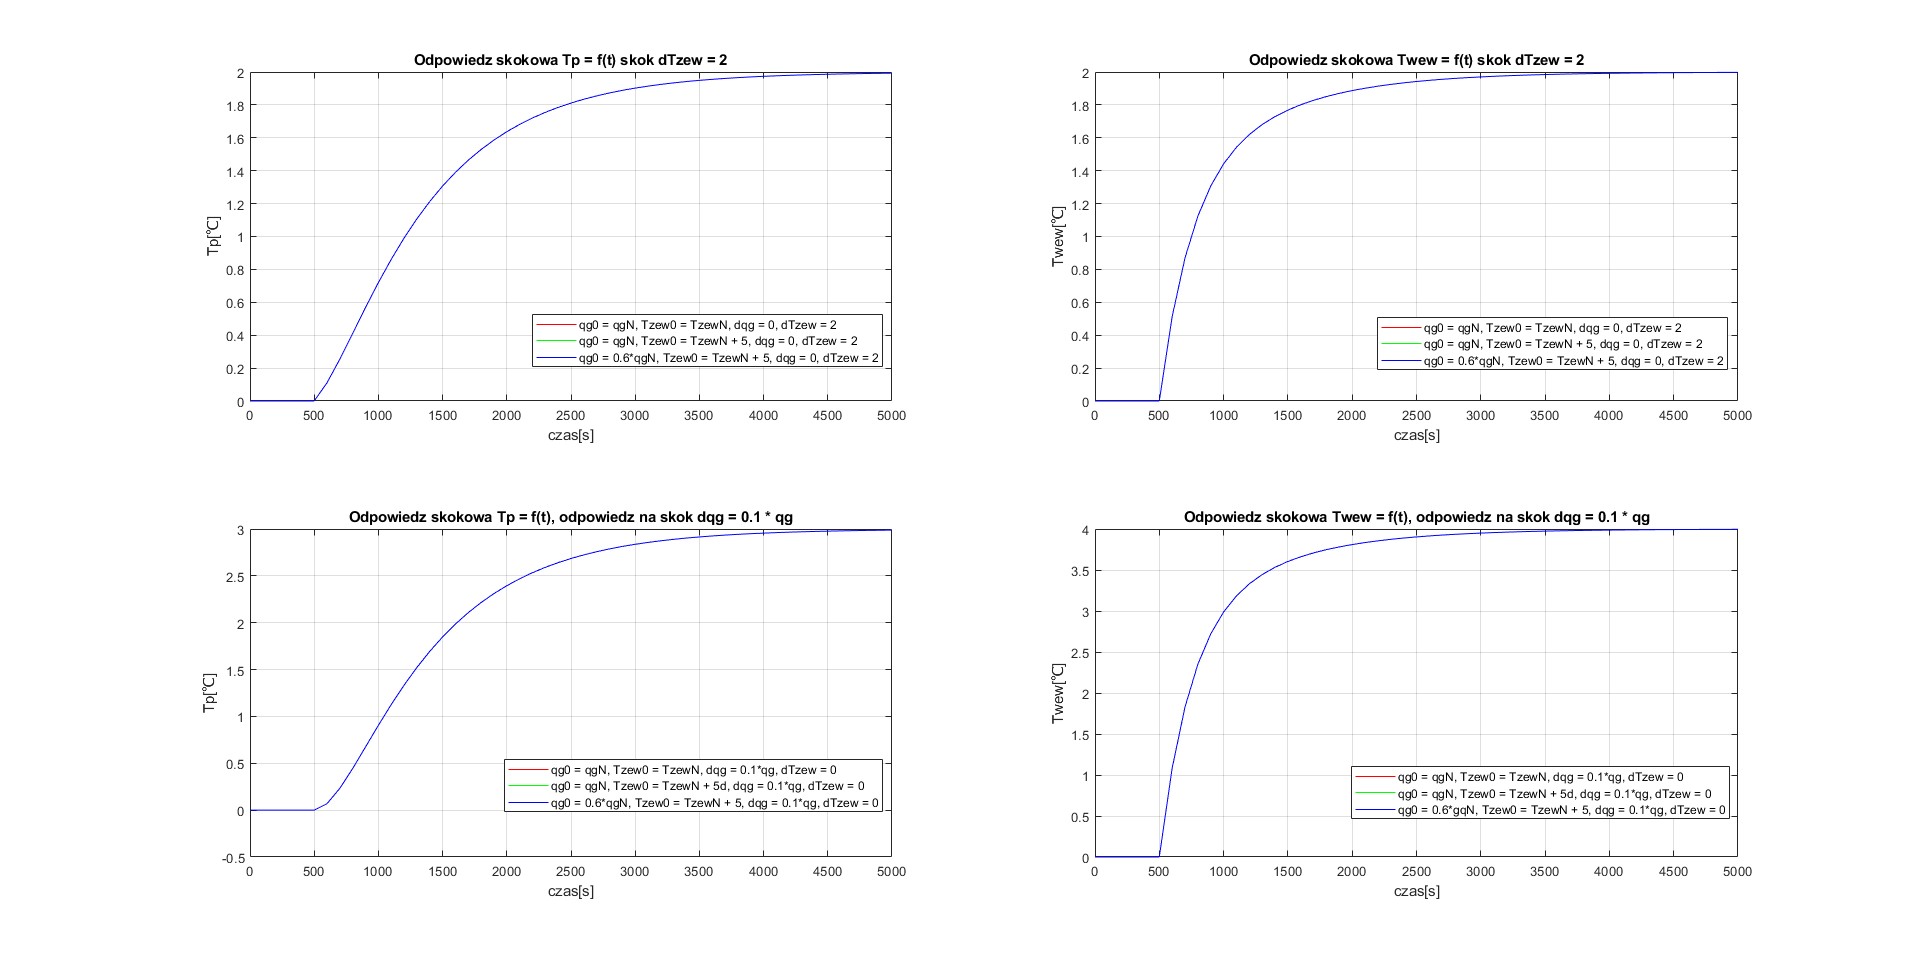 Odpowiedz skokowa Tp = f(t) skok dTzew = 2
2
1.8
1.6
1.4
1.2
1
0.8
0.6
0.4
0.2
0
Tp[℃]
qg0 = qgN, Tzew0 = TzewN, dqg = 0, dTzew = 2
qg0 = qgN, Tzew0 = TzewN + 5, dqg = 0, dTzew = 2
qg0 = 0.6*qgN, Tzew0 = TzewN + 5, dqg = 0, dTzew = 2
0 500 1000 1500 2000 2500 3000 3500 4000 4500 5000
czas[s]
Odpowiedz skokowa Twew = f(t) skok dTzew = 2
2
1.8
1.6
1.4
1.2
1
0.8
0.6
0.4
0.2
0
Twew[℃]
qg0 = qgN, Tzew0 = TzewN, dqg = 0, dTzew = 2
qg0 = qgN, Tzew0 = TzewN + 5, dqg = 0, dTzew = 2
qg0 = 0.6*qgN, Tzew0 = TzewN + 5, dqg = 0, dTzew = 2
0 500 1000 1500 2000 2500 3000 3500 4000 4500 5000
czas[s]
Odpowiedz skokowa Tp = f(t), odpowiedz na skok dqg = 0.1 * qg
3
2.5
2
1.5
1
0.5
0
-0.5
Tp[℃]
qg0 = qgN, Tzew0 = TzewN, dqg = 0.1*qg, dTzew = 0
qg0 = qgN, Tzew0 = TzewN + 5d, dqg = 0.1*qg, dTzew = 0
qg0 = 0.6*qgN, Tzew0 = TzewN + 5, dqg = 0.1*qg, dTzew = 0
0 500 1000 1500 2000 2500 3000 3500 4000 4500 5000
czas[s]
Odpowiedz skokowa Twew = f(t), odpowiedz na skok dqg = 0.1 * qg
4
3.5
3
2.5
2
1.5
1
0.5
0
Twew[℃]
qg0 = qgN, Tzew0 = TzewN, dqg = 0.1*qg, dTzew = 0
qg0 = qgN, Tzew0 = TzewN + 5d, dqg = 0.1*qg, dTzew = 0
qg0 = 0.6*gqN, Tzew0 = TzewN + 5, dqg = 0.1*qg, dTzew = 0
0 500 1000 1500 2000 2500 3000 3500 4000 4500 5000
czas[s]